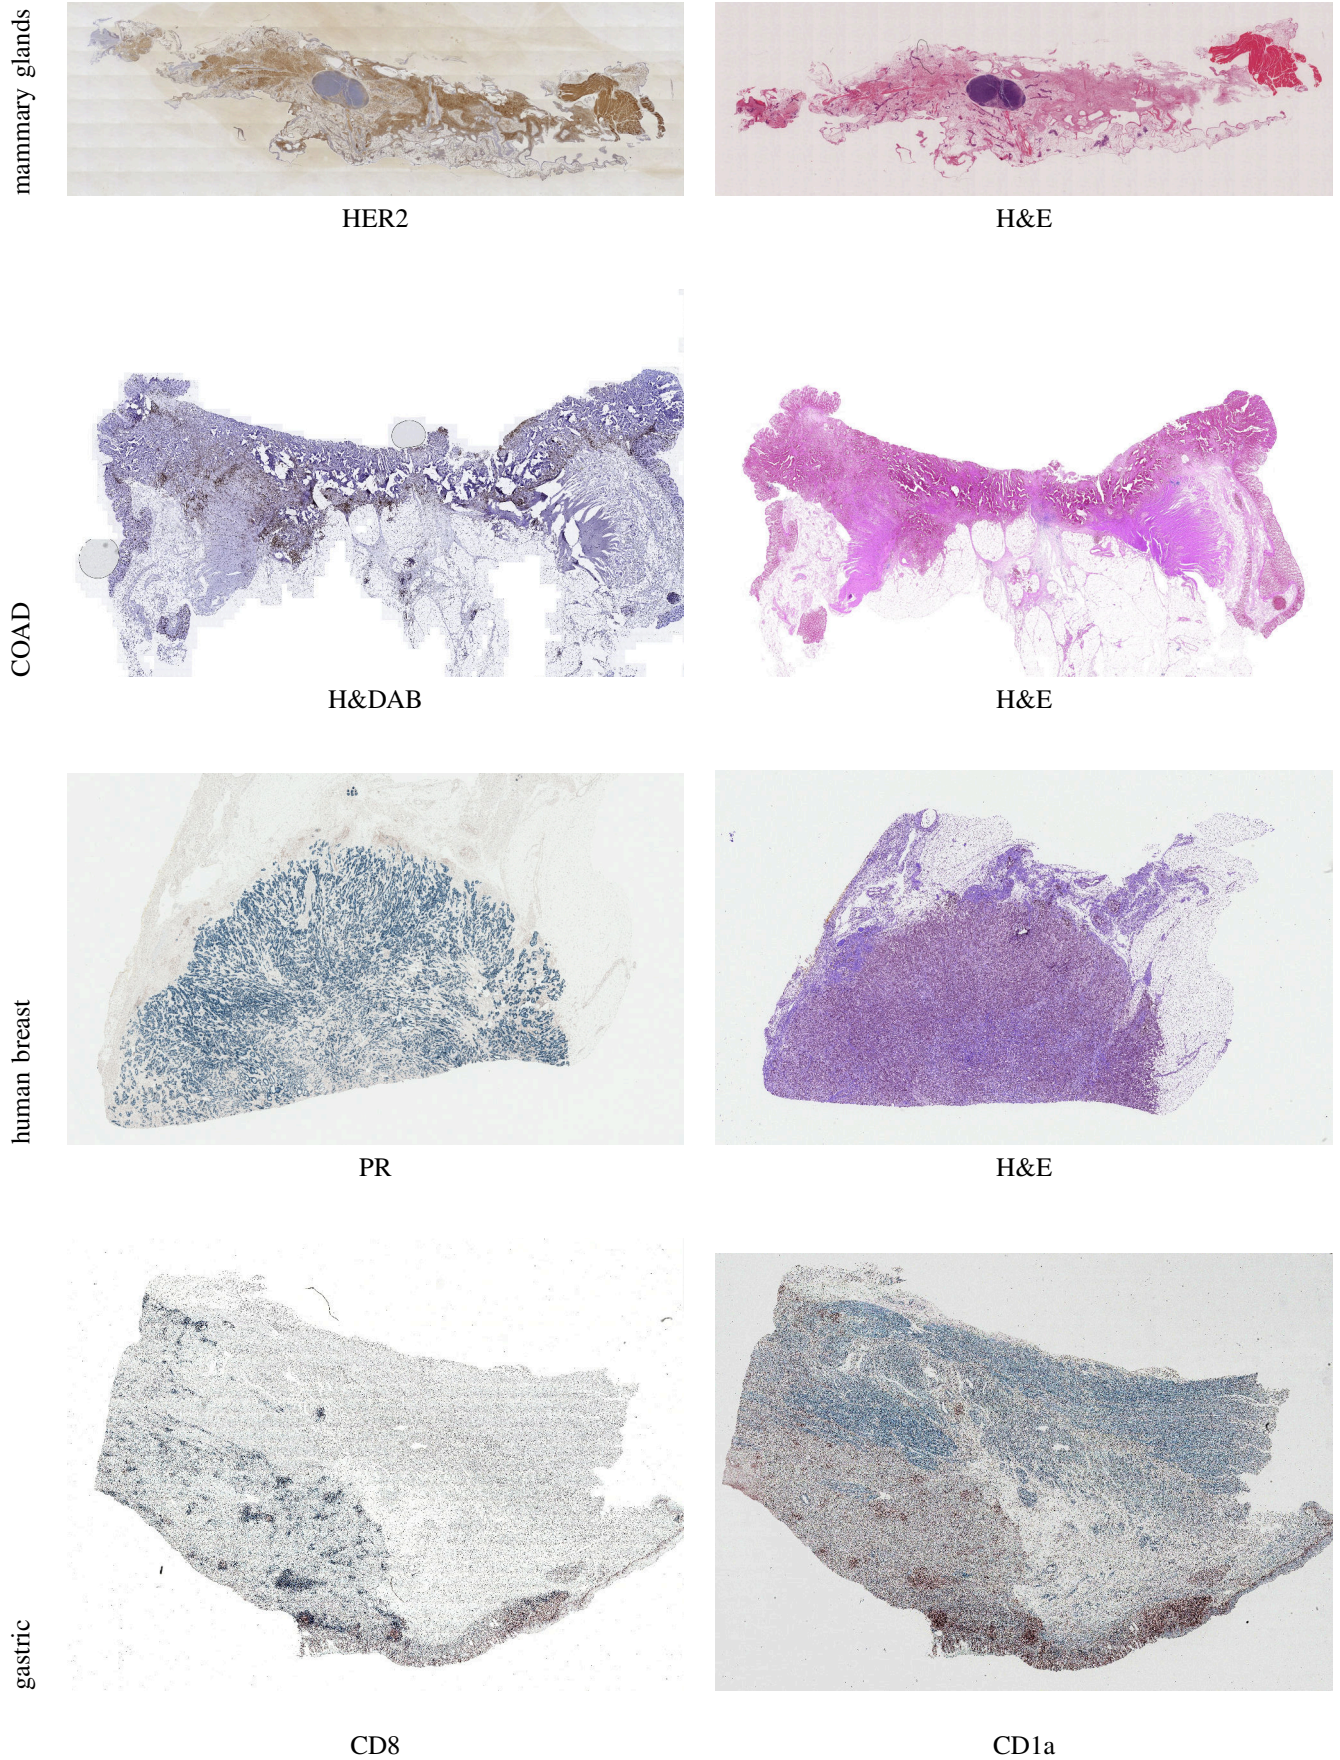 mammary glands
HER2
H&E
COAD
H&DAB
H&E
human breast
PR
H&E
gastric
CD8
CD1a